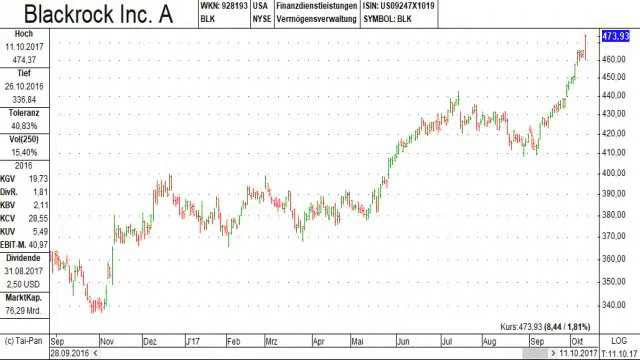 Blackrock Inc. A
WKN: 928193
BLK
USA
NYSE
Finanzdienstleistungen
Vermögensverwaltung
ISIN: US09247X1019
SYMBOL: BLK
Hoch
11.10.2017
474,37
Tief
26.10.2016
336,84
Toleranz
40,83%
Vol(250)
15,40%
2016
KGV 19,73
DivR. 1,81
KBV 2,11
KCV 28,55
KUV 5,49
EBIT-M. 40,97
Dividende
31.08.2017
2,50 USD
MarktKap.
76,29 Mrd.
473,93
460,00
450,00
440,00
430,00
420,00
410,00
400,00
390,00
380,00
370,00
360,00
350,00
340,00
Kurs:473,93 (8,44 / 1,81%)
(c) Tai-Pan
Sep Nov Dez J'17 Feb Mrz Apr Mai Jun Jul Aug Sep Okt
LOG
28.09.2016
11.10.2017
T:11.10.17